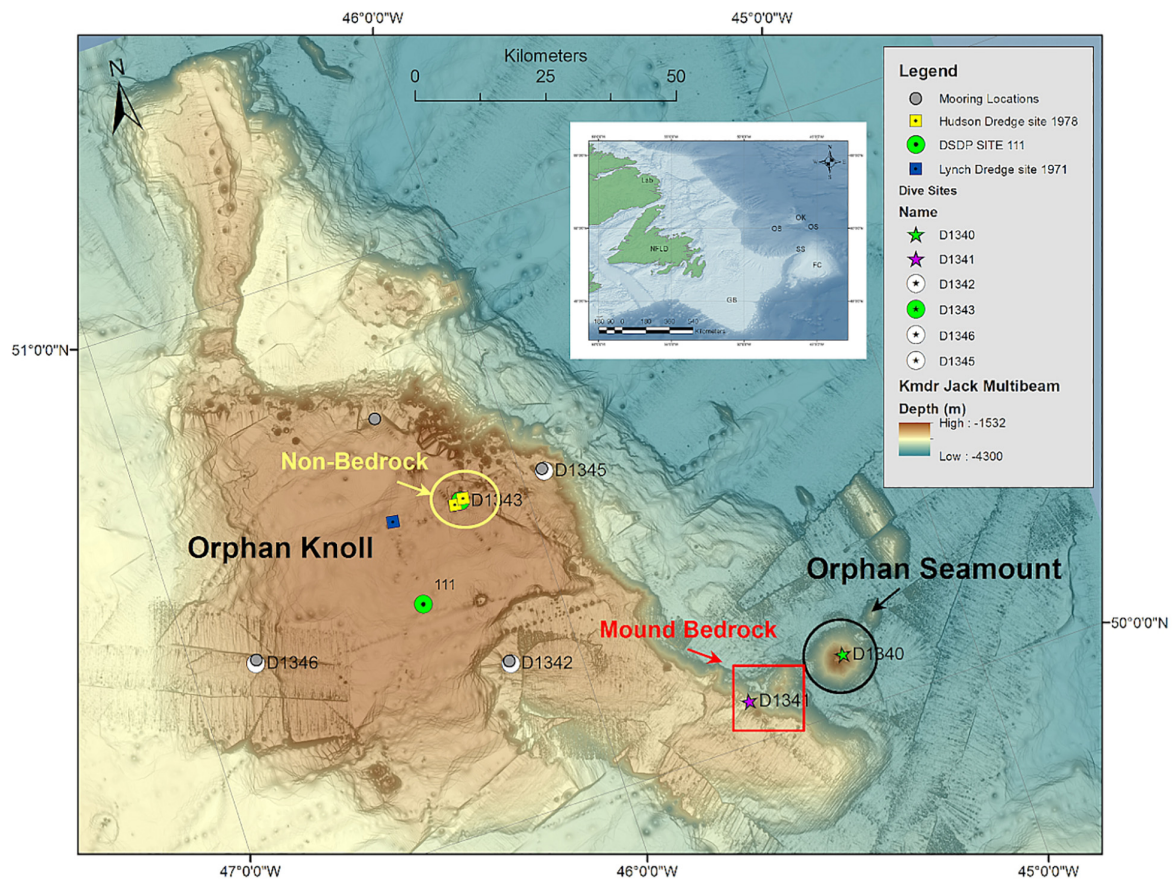 46°0'0"W
45°0'0"W
N
Kilometers
0 25 50
Legend
Mooring Locations
Hudson Dredge site 1978
DSDP SITE 111
Lynch Dredge site 1971
Dive Sites
Name
D1340
D1341
D1342
D1343
D1346
D1345
Kmdr Jack Multibeam
Depth (m)
High : -1532
Low : -4300
Lab
NFLD
OK
OB
OS
SS
FC
GB
Kilometers
51°0'0"N
Non-Bedrock
D1345
D1343
Orphan Knoll
111
Orphan Seamount
50°0'0"N
Mound Bedrock
D1340
D1346
D1342
D1341
47°0'0"W
46°0'0"W
45°0'0"W